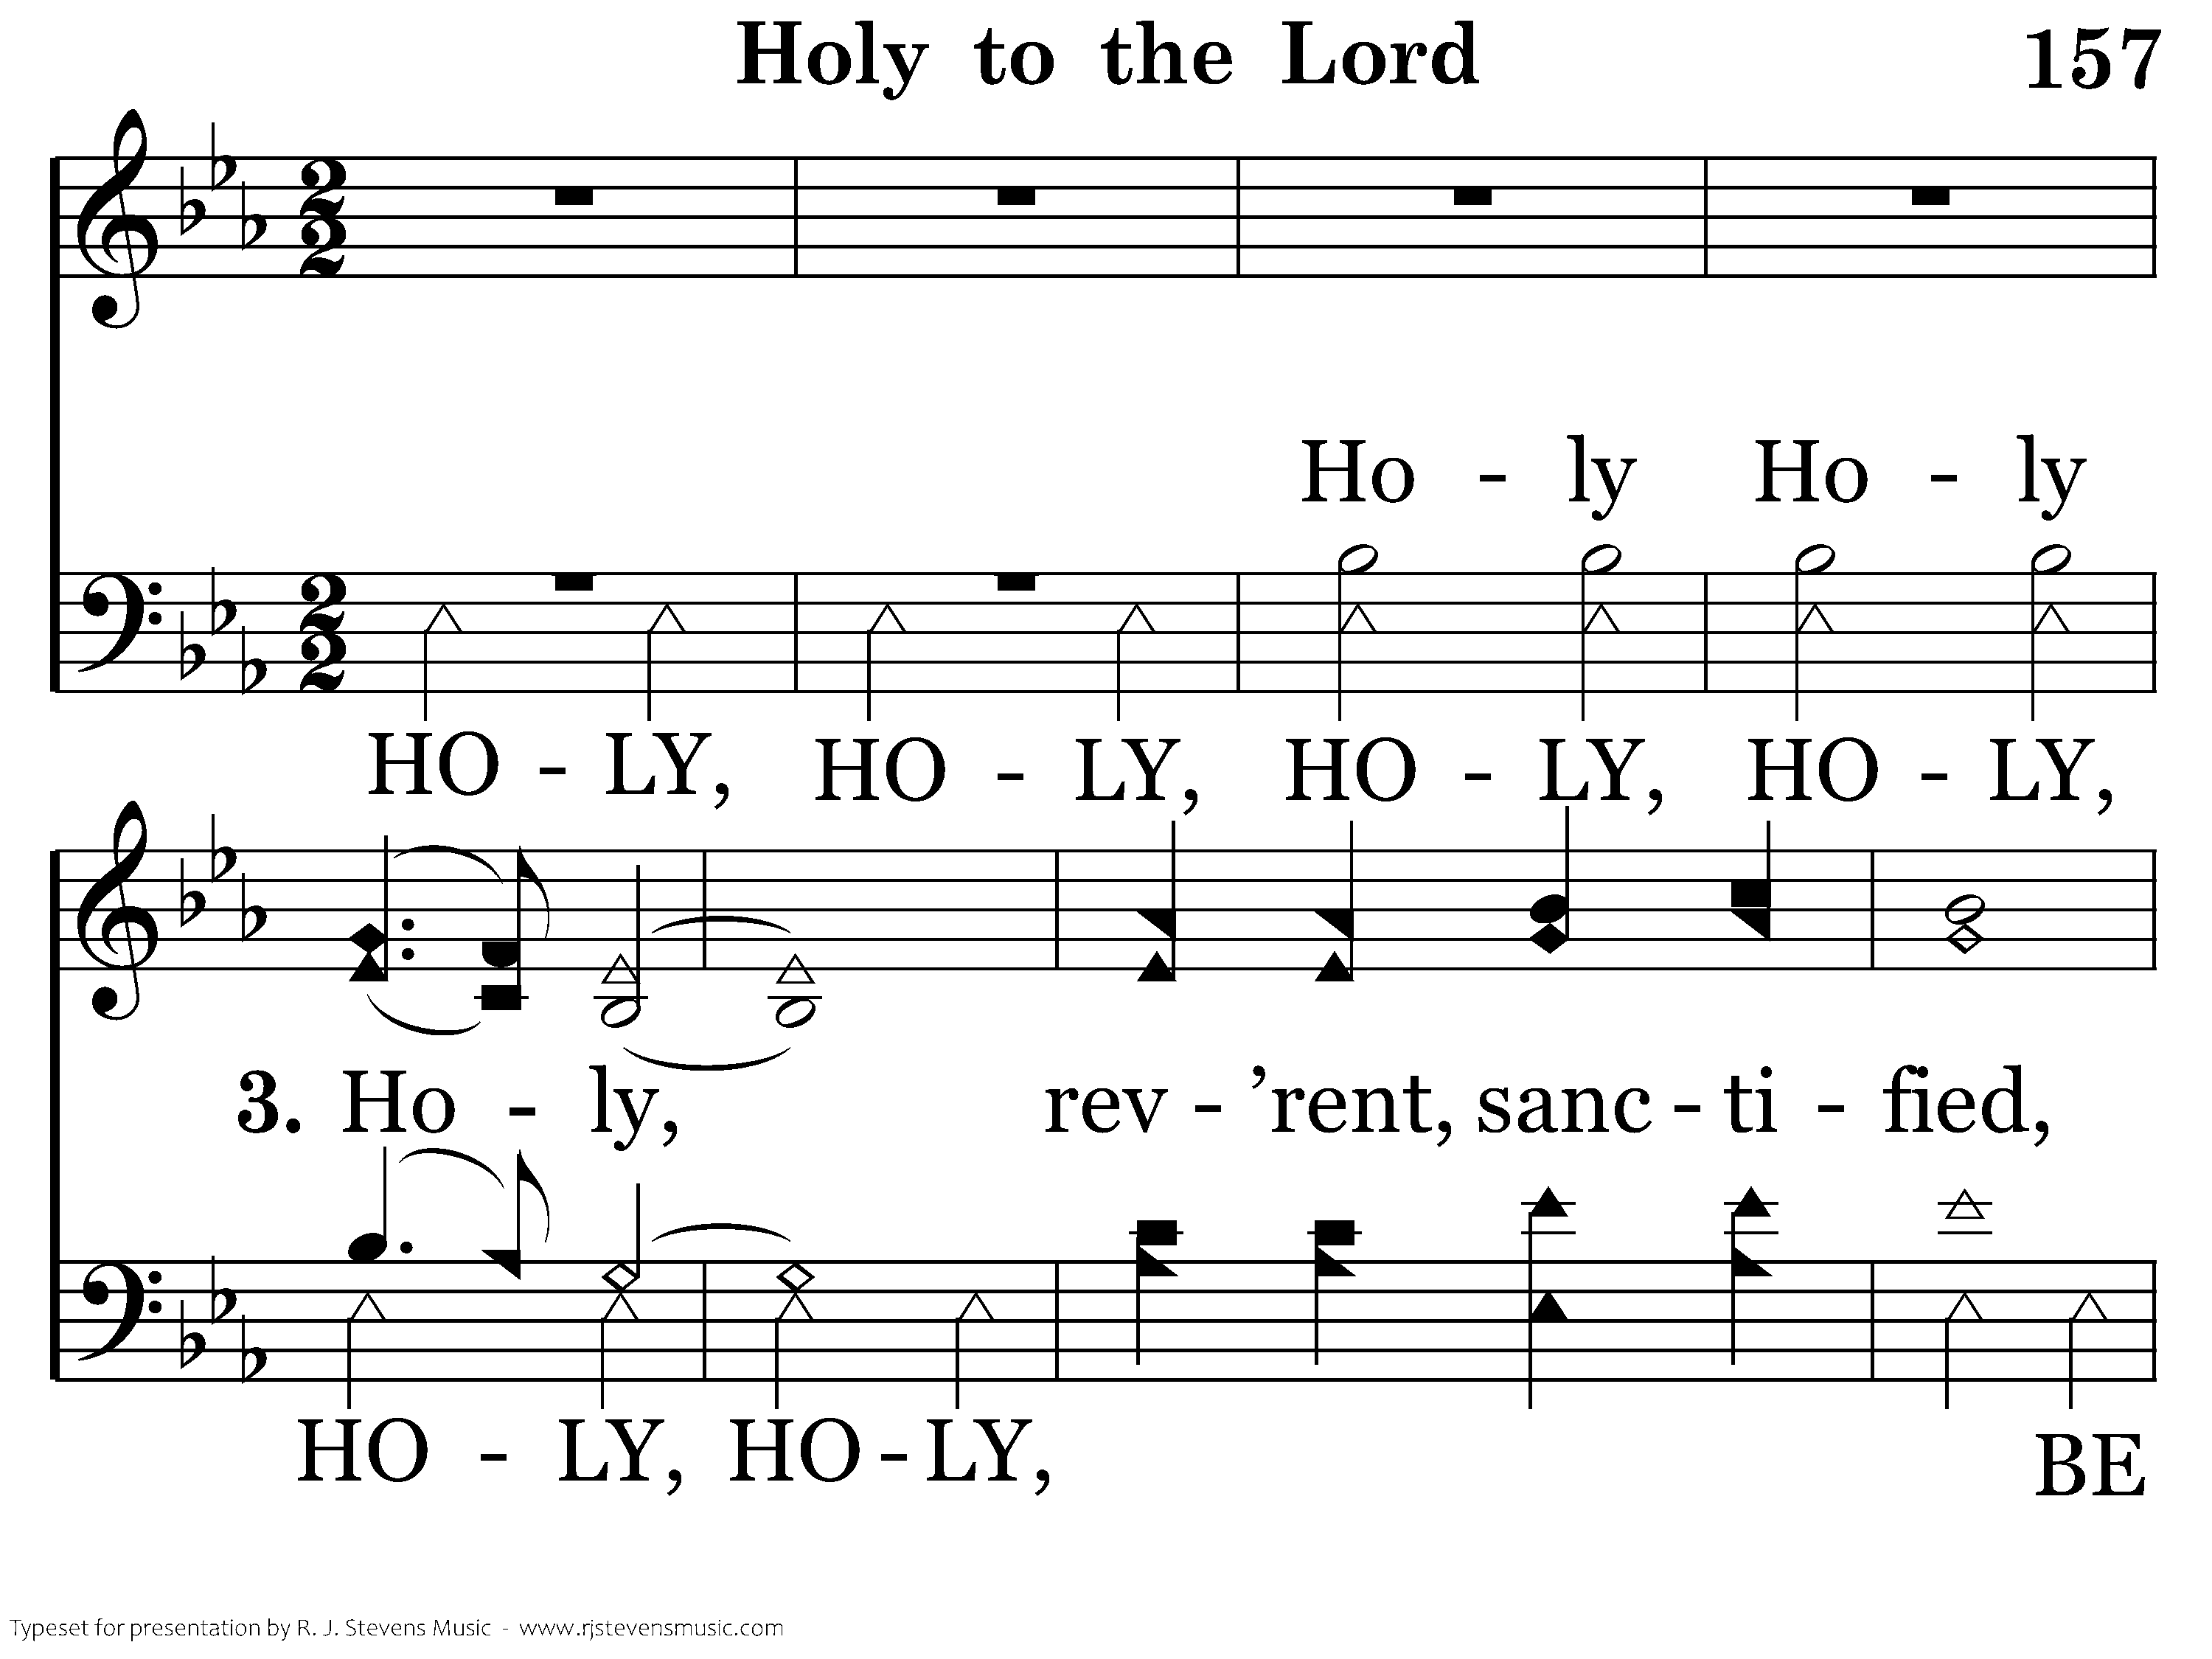 Holy to the Lord 157
Ho - ly Ho - ly
HO - LY, HO - LY, HO - LY, HO - LY,
3. Ho - ly, rev - ’rent, sanc - ti - fied,
HO - LY, HO - LY, BE
Typeset for presentation by R. J. Stevens Music - www.rjstevensmusic.com